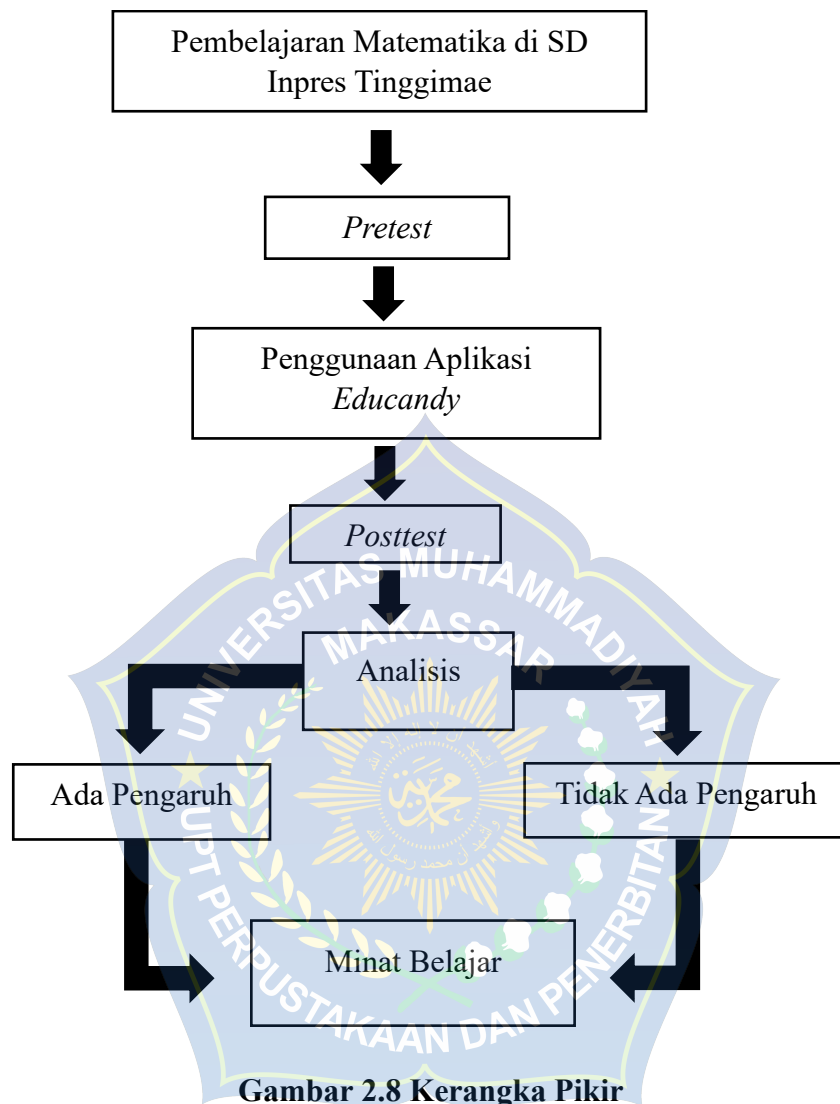 Pembelajaran Matematika di SD
Inpres Tinggimae
Pretest
Penggunaan Aplikasi
Educandy
Posttest
UNIVERSITAS MUHAMMADIYAH
MAKASSAR
Analisis
Ada Pengaruh
Tidak Ada Pengaruh
محمد
Minat Belajar
UPT PERPUSTAKAAN DAN PENERBITAN
Gambar 2.8 Kerangka Pikir